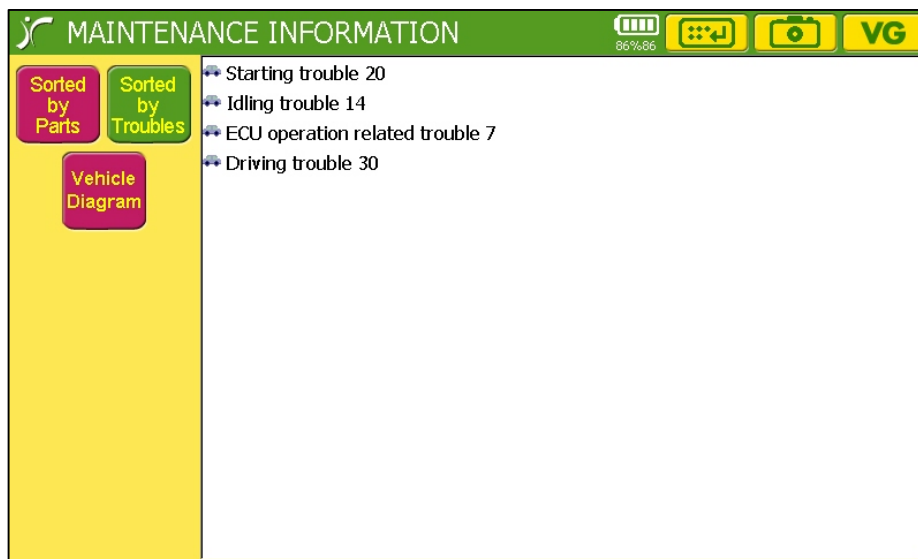 MAINTENANCE INFORMATION
86%86
VG
Sorted
by
Parts
Sorted
by
Troubles
Vehicle
Diagram
Starting trouble 20
Idling trouble 14
ECU operation related trouble 7
Driving trouble 30